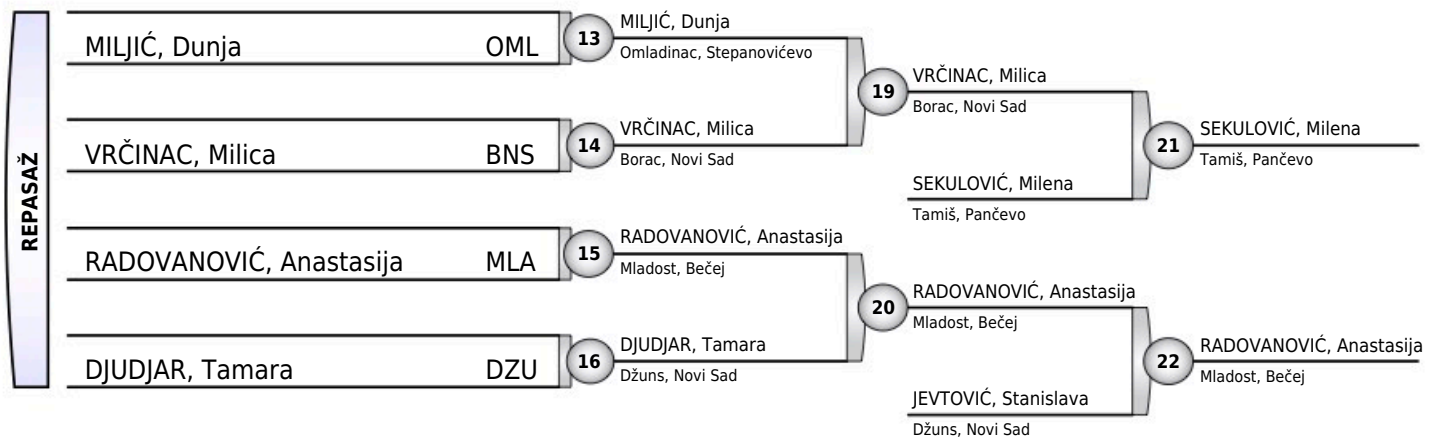 REPASAŽ
MILJIĆ, Dunja OML
VRČINAC, Milica BNS
RADOVANOVIĆ, Anastasija MLA
DJUDJAR, Tamara DZU
13
14
15
16
MILJIĆ, Dunja
Omladinac, Stepanovićevo
VRČINAC, Milica
Borac, Novi Sad
RADOVANOVIĆ, Anastasija
Mladost, Bečej
DJUDJAR, Tamara
Džuns, Novi Sad
19
20
VRČINAC, Milica
Borac, Novi Sad
SEKULOVIĆ, Milena
Tamiš, Pančevo
RADOVANOVIĆ, Anastasija
Mladost, Bečej
JEVTOVIĆ, Stanislava
Džuns, Novi Sad
21
22
SEKULOVIĆ, Milena
Tamiš, Pančevo
RADOVANOVIĆ, Anastasija
Mladost, Bečej